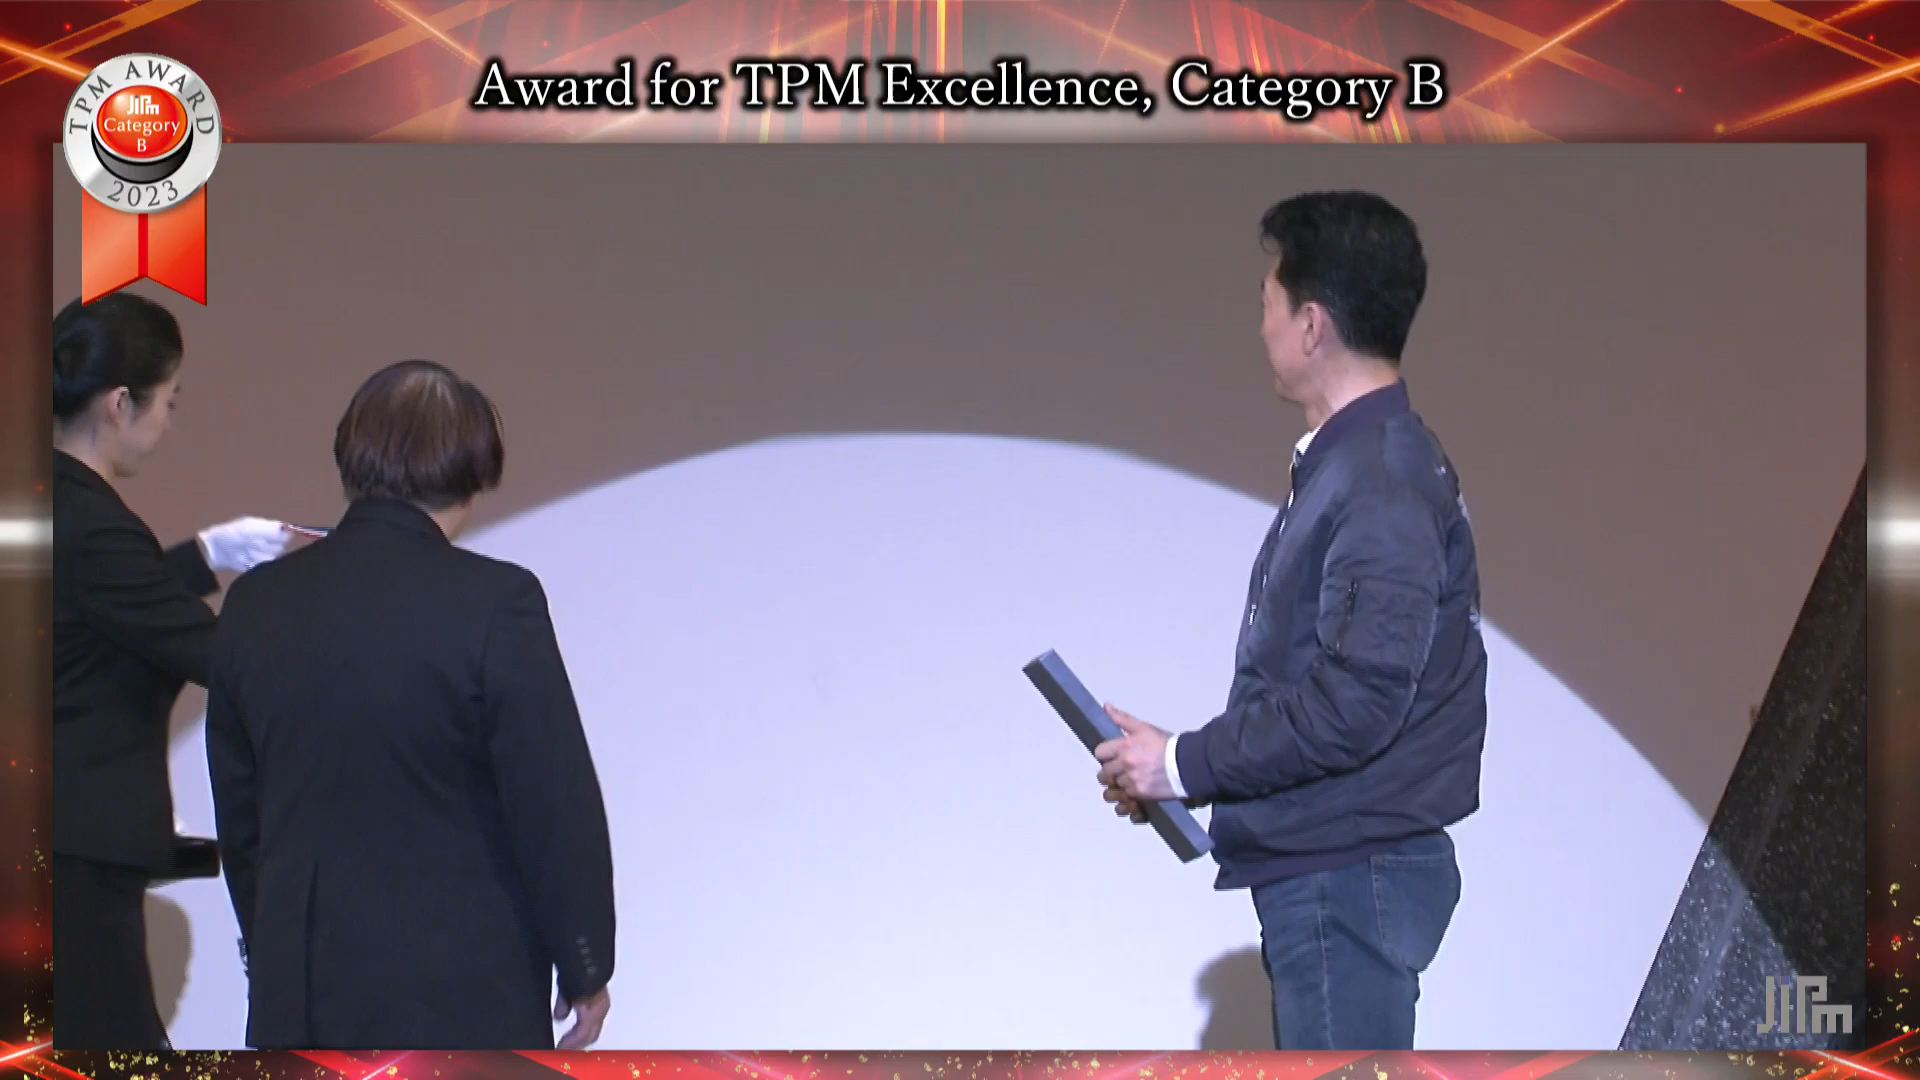 Award for TPM Excellence, Category B
TPM AWARD
JIPM
Category
B
2023
JIPM